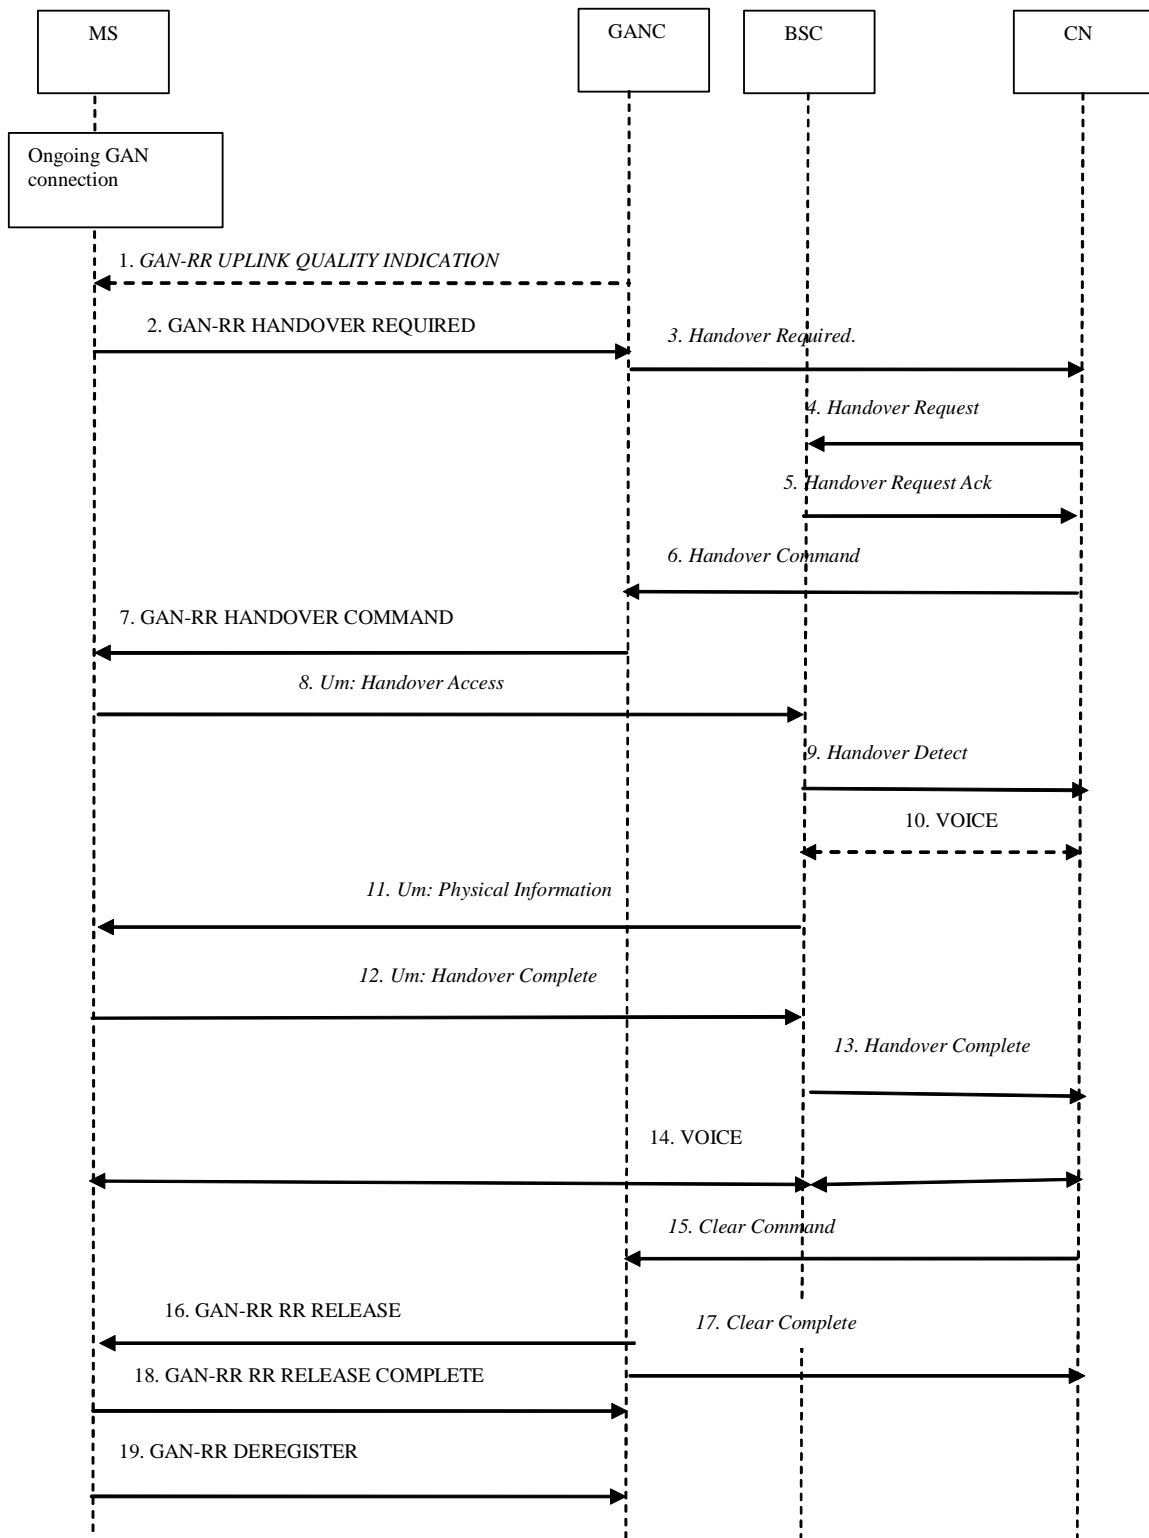 MS
GANC
BSC
CN
Ongoing GAN
connection
1. GAN-RR UPLINK QUALITY INDICATION
2. GAN-RR HANDOVER REQUIRED
3. Handover Required.
4. Handover Request
5. Handover Request Ack
6. Handover Command
7. GAN-RR HANDOVER COMMAND
8. Um: Handover Access
9. Handover Detect
10. VOICE
11. Um: Physical Information
12. Um: Handover Complete
13. Handover Complete
14. VOICE
15. Clear Command
16. GAN-RR RR RELEASE
17. Clear Complete
18. GAN-RR RR RELEASE COMPLETE
19. GAN-RR DEREGISTER